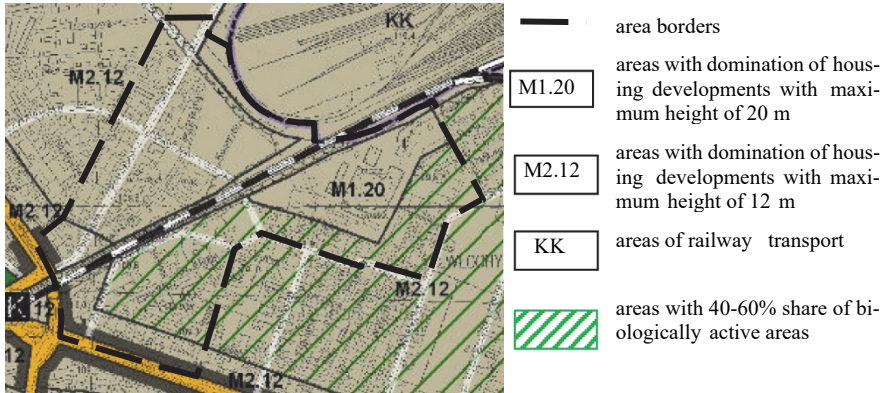 KK
M2.12
M1.20
M2.12
WŁOCHY
M2.12
K
12
12
M2.12
area borders
M1.20
areas with domination of hous-
ing developments with maxi-
mum height of 20 m
M2.12
areas with domination of hous-
ing developments with maxi-
mum height of 12 m
KK
areas of railway transport
areas with 40-60% share of bi-
ologically active areas